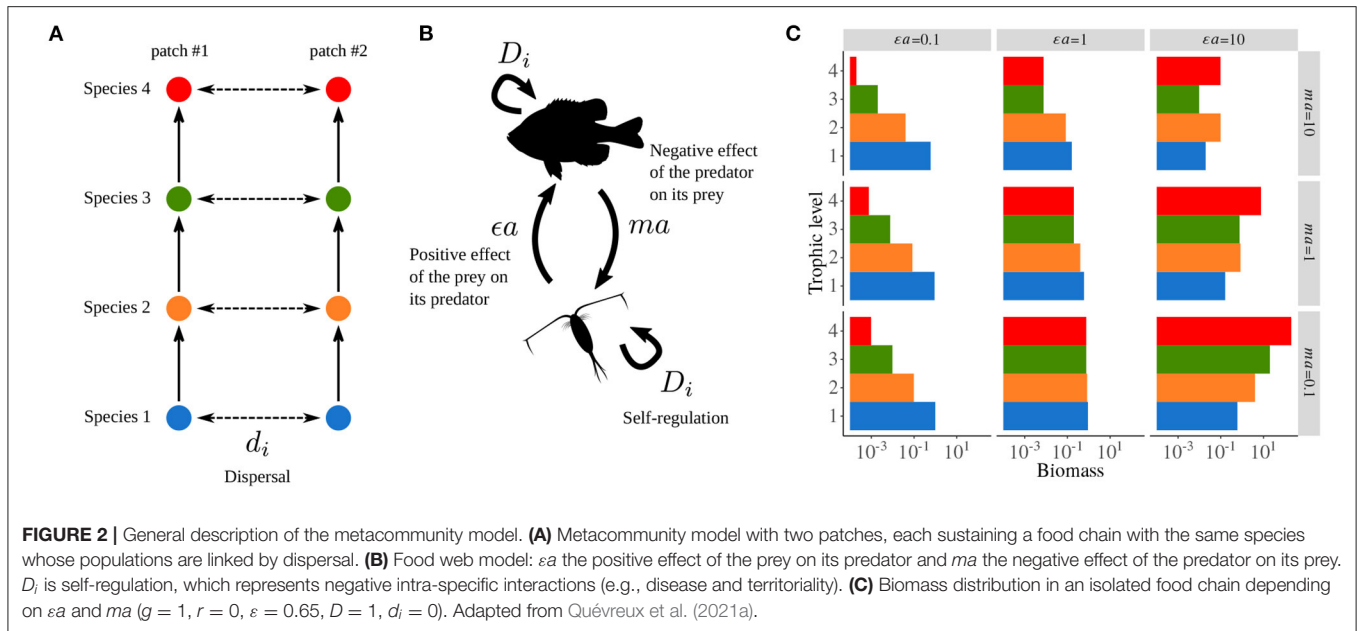 A
patch #1
patch #2
Species 4
Species 3
Species 2
Species 1
d_i
Dispersal
B
D_i
Negative effect
of the predator
on its prey
ϵa
ma
Positive effect
of the prey on
its predator
D_i
Self-regulation
C
εa=0.1
εa=1
εa=10
Trophic level
4
3
2
1
ma=10
4
3
2
1
ma=1
4
3
2
1
ma=0.1
10^-3 10^-1 10^1
10^-3 10^-1 10^1
10^-3 10^-1 10^1
Biomass
FIGURE 2 | General description of the metacommunity model. (A) Metacommunity model with two patches, each sustaining a food chain with the same species
whose populations are linked by dispersal. (B) Food web model: εa the positive effect of the prey on its predator and ma the negative effect of the predator on its prey.
D_i is self-regulation, which represents negative intra-specific interactions (e.g., disease and territoriality). (C) Biomass distribution in an isolated food chain depending
on εa and ma (g = 1, r = 0, ε = 0.65, D = 1, d_i = 0). Adapted from Quévreux et al. (2021a).